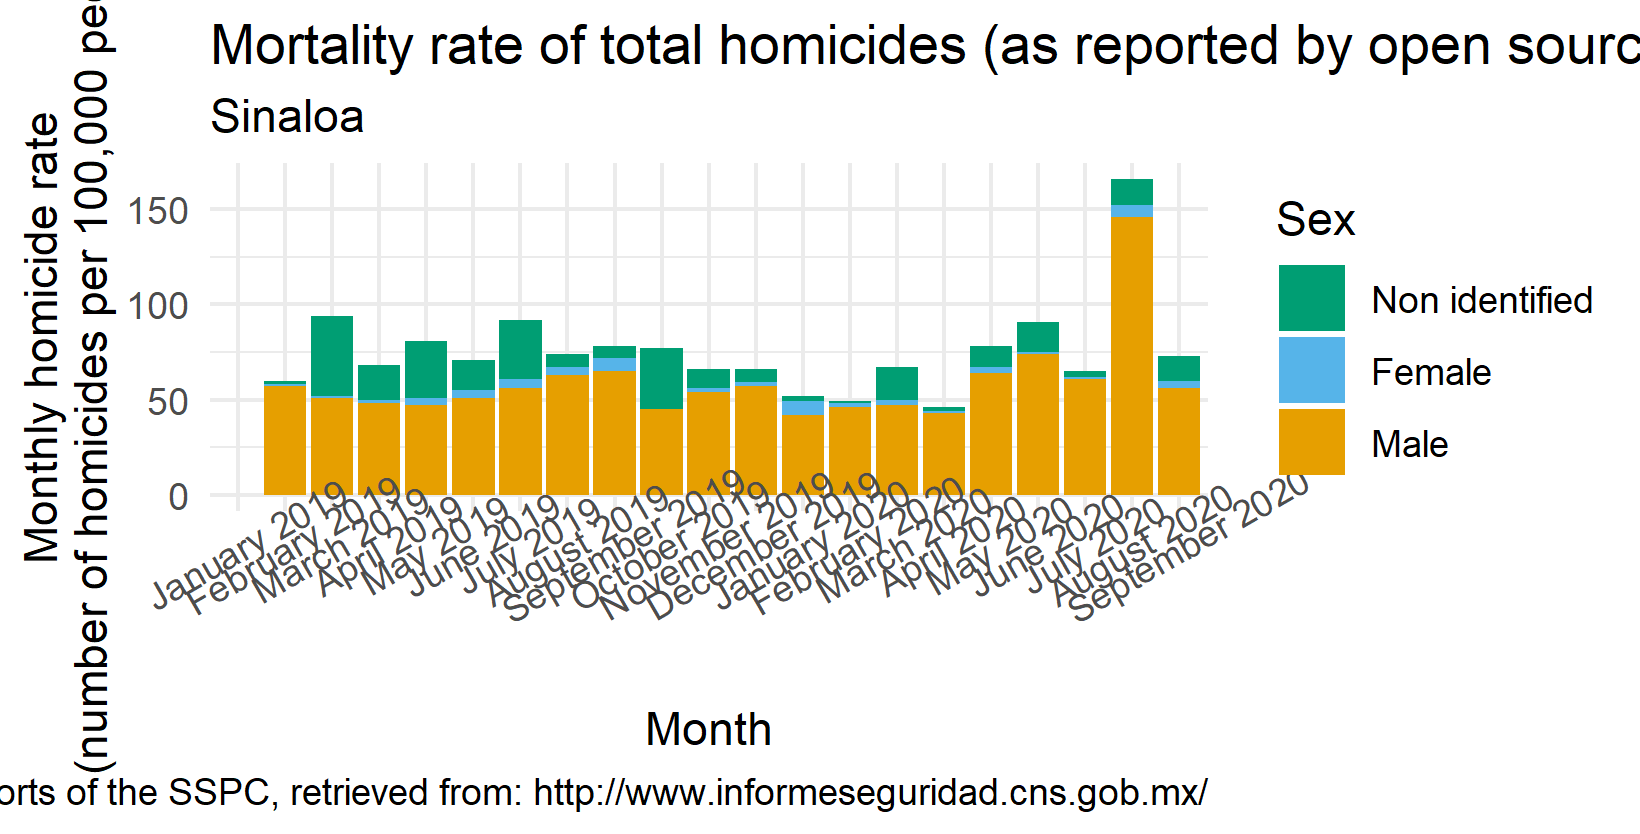 Mortality rate of total homicides (as reported by open sourc
Sinaloa
Monthly homicide rate
(number of homicides per 100,000 pe
150
100
50
0
January 2019
February 2019
March 2019
April 2019
May 2019
June 2019
July 2019
August 2019
September 2019
October 2019
November 2019
December 2019
January 2020
February 2020
March 2020
April 2020
May 2020
June 2020
July 2020
August 2020
September 2020
Month
Sex
Non identified
Female
Male
orts of the SSPC, retrieved from: http://www.informeseguridad.cns.gob.mx/